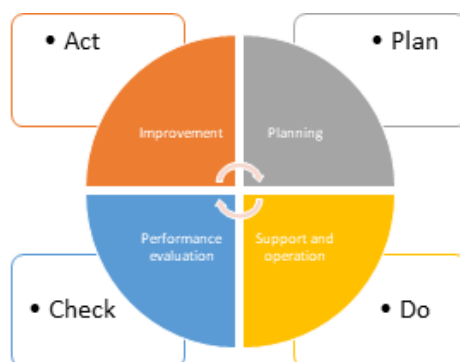 • Act
• Plan
Improvement
Planning
Performance
evaluation
Support and
operation
• Check
• Do